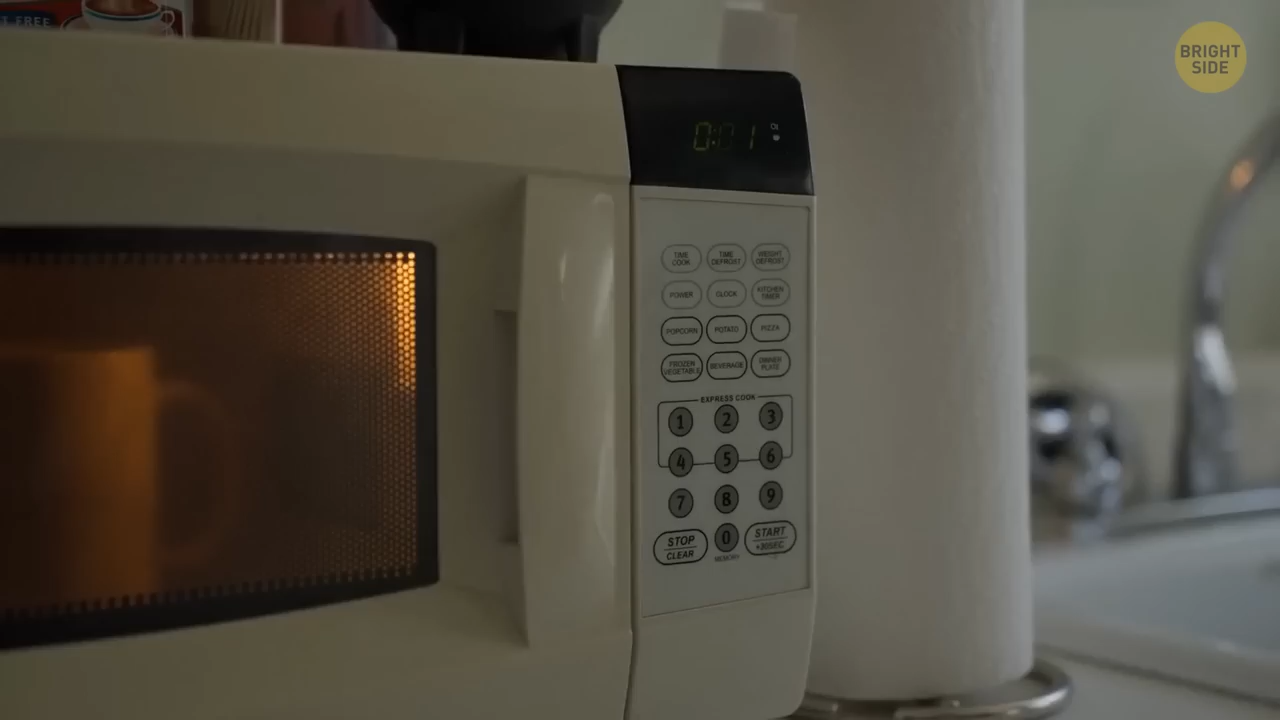 T FREE
BRIGHT
SIDE
0:01
TIME
COOK
TIME
DEFROST
WEIGHT
DEFROST
POWER
CLOCK
KITCHEN
TIMER
POPCORN
POTATO
PIZZA
FROZEN
VEGETABLE
BEVERAGE
DINNER
PLATE
EXPRESS COOK
1
2
3
4
5
6
7
8
9
STOP
CLEAR
0
MEMORY
START
+30SEC